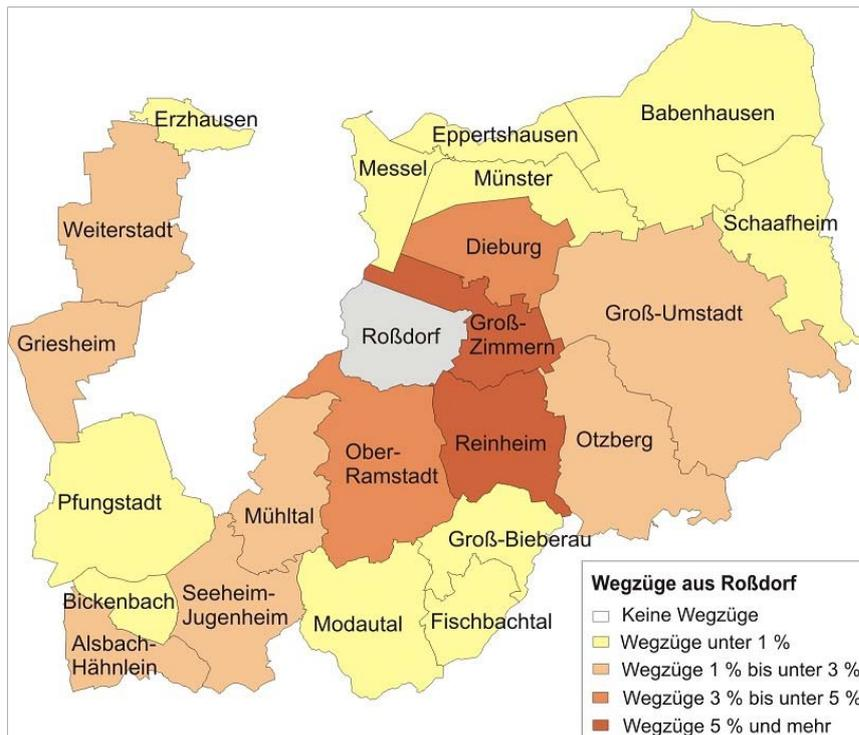 Erzhausen
Babenhausen
Eppertshausen
Messel
Münster
Schaafheim
Weiterstadt
Dieburg
Groß-Umstadt
Roßdorf
Groß-
Zimmern
Griesheim
Otzberg
Reinheim
Ober-
Ramstadt
Pfungstadt
Mühltal
Groß-Bieberau
Seeheim-
Jugenheim
Bickenbach
Modautal
Fischbachtal
Alsbach-
Hähnlein
Wegzüge aus Roßdorf
Keine Wegzüge
Wegzüge unter 1 %
Wegzüge 1 % bis unter 3 %
Wegzüge 3 % bis unter 5 %
Wegzüge 5 % und mehr